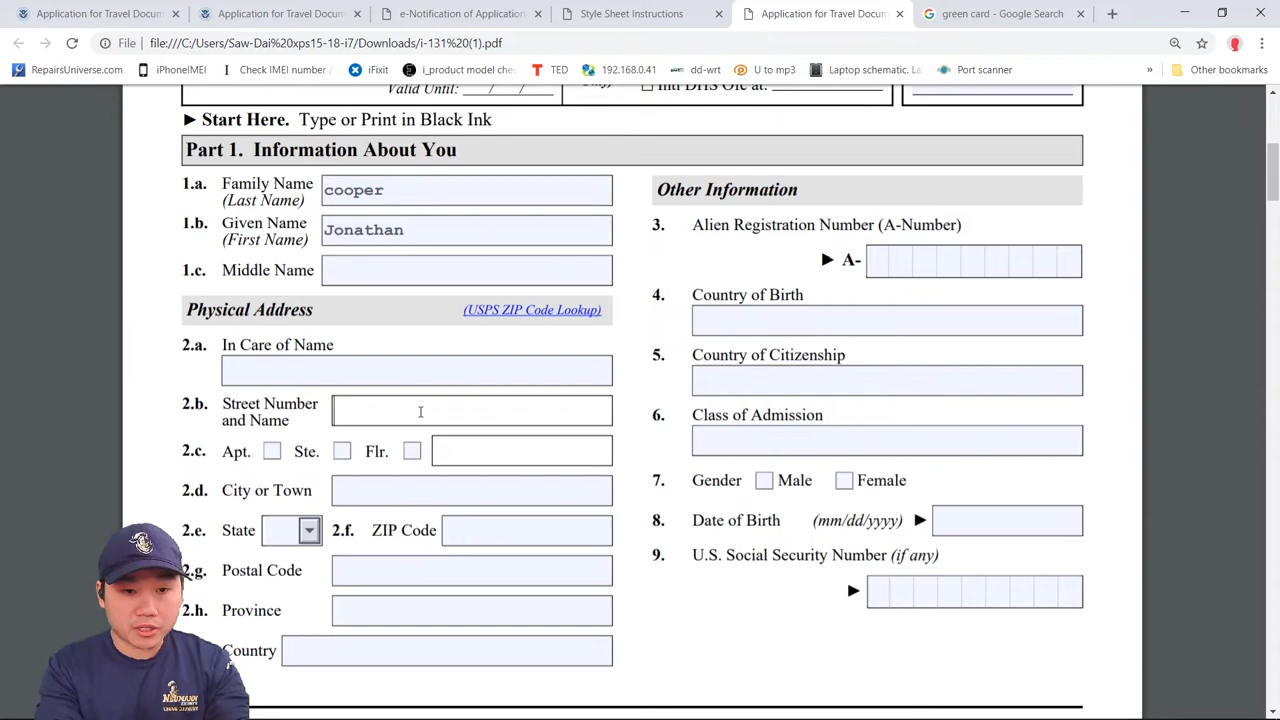 Application for Travel Docum
Application for Travel Docum
e-Notification of Application,
Style Sheet Instructions
Application for Travel Docum
green card - Google Search
File
file:///C:/Users/Saw-Dai%20xps15-18-i7/Downloads/i-131%20(1).pdf
RepairsUniverse.com
iPhoneIMEI
Check IMEI number
iFixit
i_product model che
TED
192.168.0.41
dd-wrt
U to mp3
Laptop schematic. La
Port scanner
»
Other bookmarks
Valid Until: __/__/__
Intl DHS Ofc at:
► Start Here. Type or Print in Black Ink
Part 1. Information About You
1.a. Family Name
(Last Name)
cooper
1.b. Given Name
(First Name)
Jonathan
1.c. Middle Name
Physical Address
(USPS ZIP Code Lookup)
2.a. In Care of Name
2.b. Street Number
and Name
2.c. Apt. Ste. Flr.
2.d. City or Town
2.e. State 2.f. ZIP Code
2.g. Postal Code
2.h. Province
Country
Other Information
3. Alien Registration Number (A-Number)
► A-
4. Country of Birth
5. Country of Citizenship
6. Class of Admission
7. Gender Male Female
8. Date of Birth (mm/dd/yyyy) ►
9. U.S. Social Security Number (if any)
►
NEUMANN